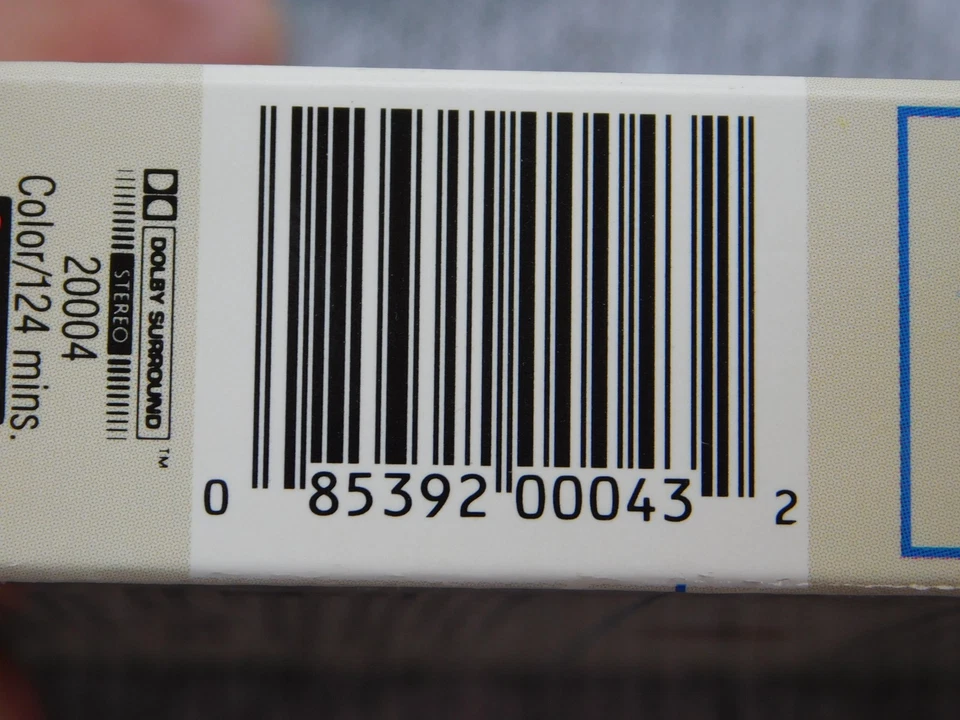 Color/124 mins.
20004
STEREO
DOLBY SURROUND
TM
0 85392 00043 2